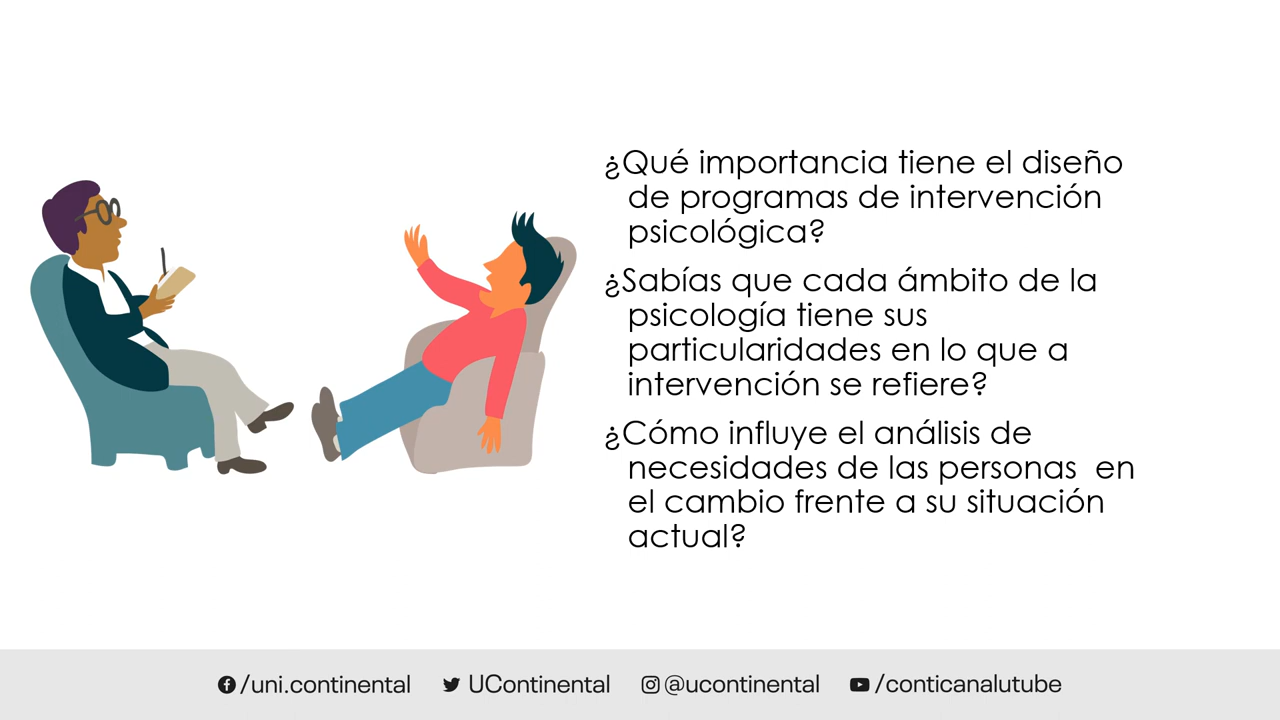 ¿Qué importancia tiene el diseño
de programas de intervención
psicológica?
¿Sabías que cada ámbito de la
psicología tiene sus
particularidades en lo que a
intervención se refiere?
¿Cómo influye el análisis de
necesidades de las personas  en
el cambio frente a su situación
actual?
/uni.continental UContinental @ucontinental /conticanalutube